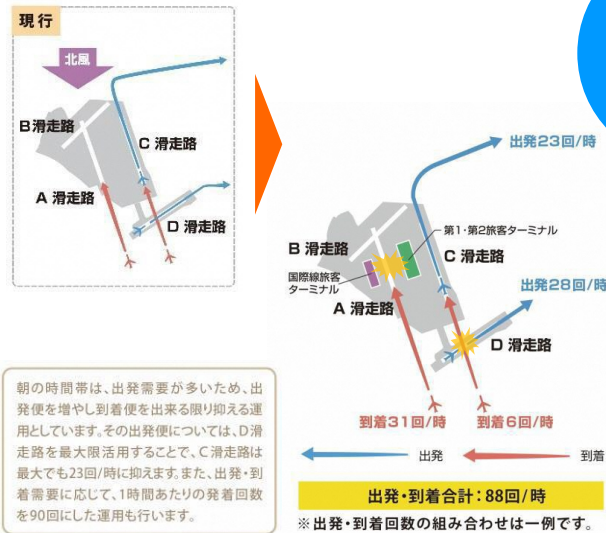 現行
北風
B滑走路
C 滑走路
A 滑走路
D 滑走路
朝の時間帯は、出発需要が多いため、出
発便を増やし到着便を出来る限り抑える運
用としています。その出発便については、D滑
走路を最大限活用することで、C滑走路は
最大でも23回/時に抑えます。また、出発・到
着需要に応じて、1時間あたりの発着回数
を90回にした運用も行います。
出発23回/時
第1・第2旅客ターミナル
B 滑走路
C 滑走路
国際線旅客
ターミナル
A 滑走路
出発28回/時
D 滑走路
到着31回/時
到着6回/時
出発
到着
出発・到着合計：88回/時
※出発・到着回数の組み合わせは一例です。